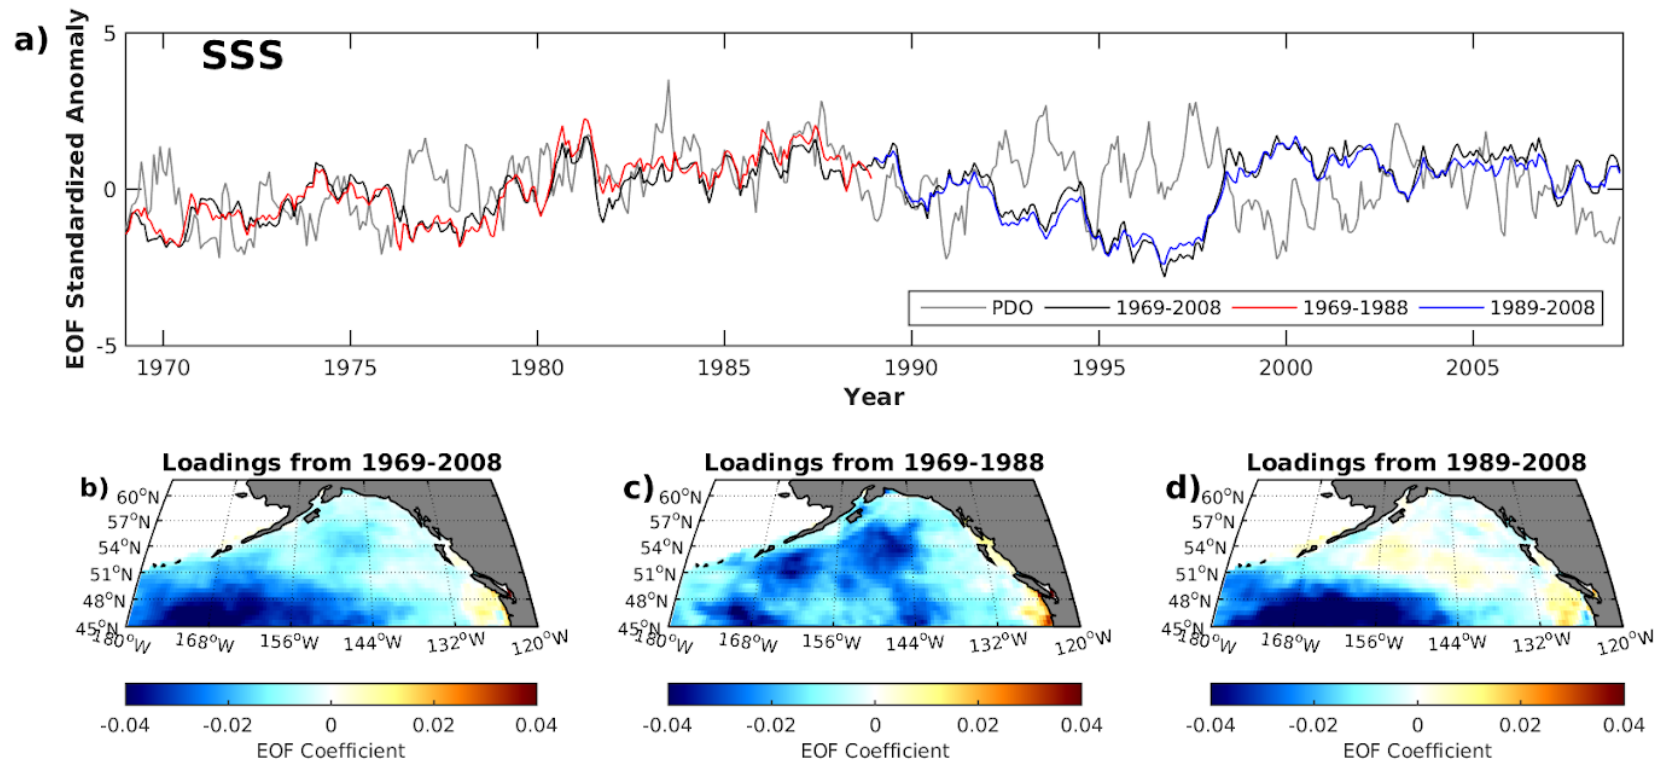 a)
SSS
EOF Standardized Anomaly
5
0
-5
PDO 1969-2008 1969-1988 1989-2008
1970 1975 1980 1985 1990 1995 2000 2005
Year
b)
Loadings from 1969-2008
60°N
57°N
54°N
51°N
48°N
45°N
180°W 168°W 156°W 144°W 132°W 120°W
-0.04 -0.02 0 0.02 0.04
EOF Coefficient
c)
Loadings from 1969-1988
60°N
57°N
54°N
51°N
48°N
45°N
180°W 168°W 156°W 144°W 132°W 120°W
-0.04 -0.02 0 0.02 0.04
EOF Coefficient
d)
Loadings from 1989-2008
60°N
57°N
54°N
51°N
48°N
45°N
180°W 168°W 156°W 144°W 132°W 120°W
-0.04 -0.02 0 0.02 0.04
EOF Coefficient